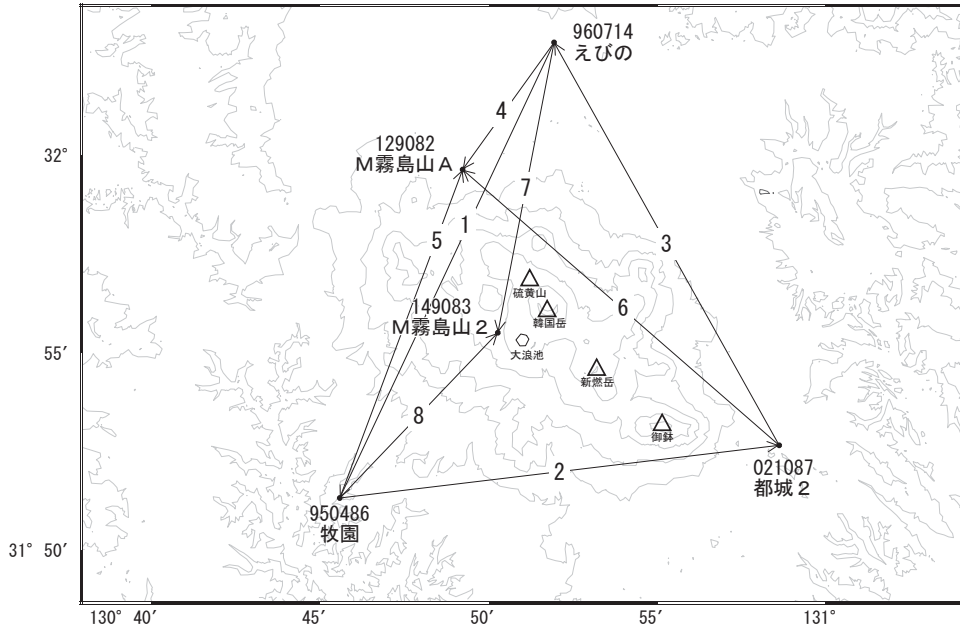 960714
えびの
4
129082
M霧島山A
32°
7
5
1
3
硫黄山
149083
M霧島山2
韓国岳
6
大浪池
55′
新燃岳
8
御鉢
021087
都城2
2
950486
牧園
31° 50′
130° 40′
45′
50′
55′
131°